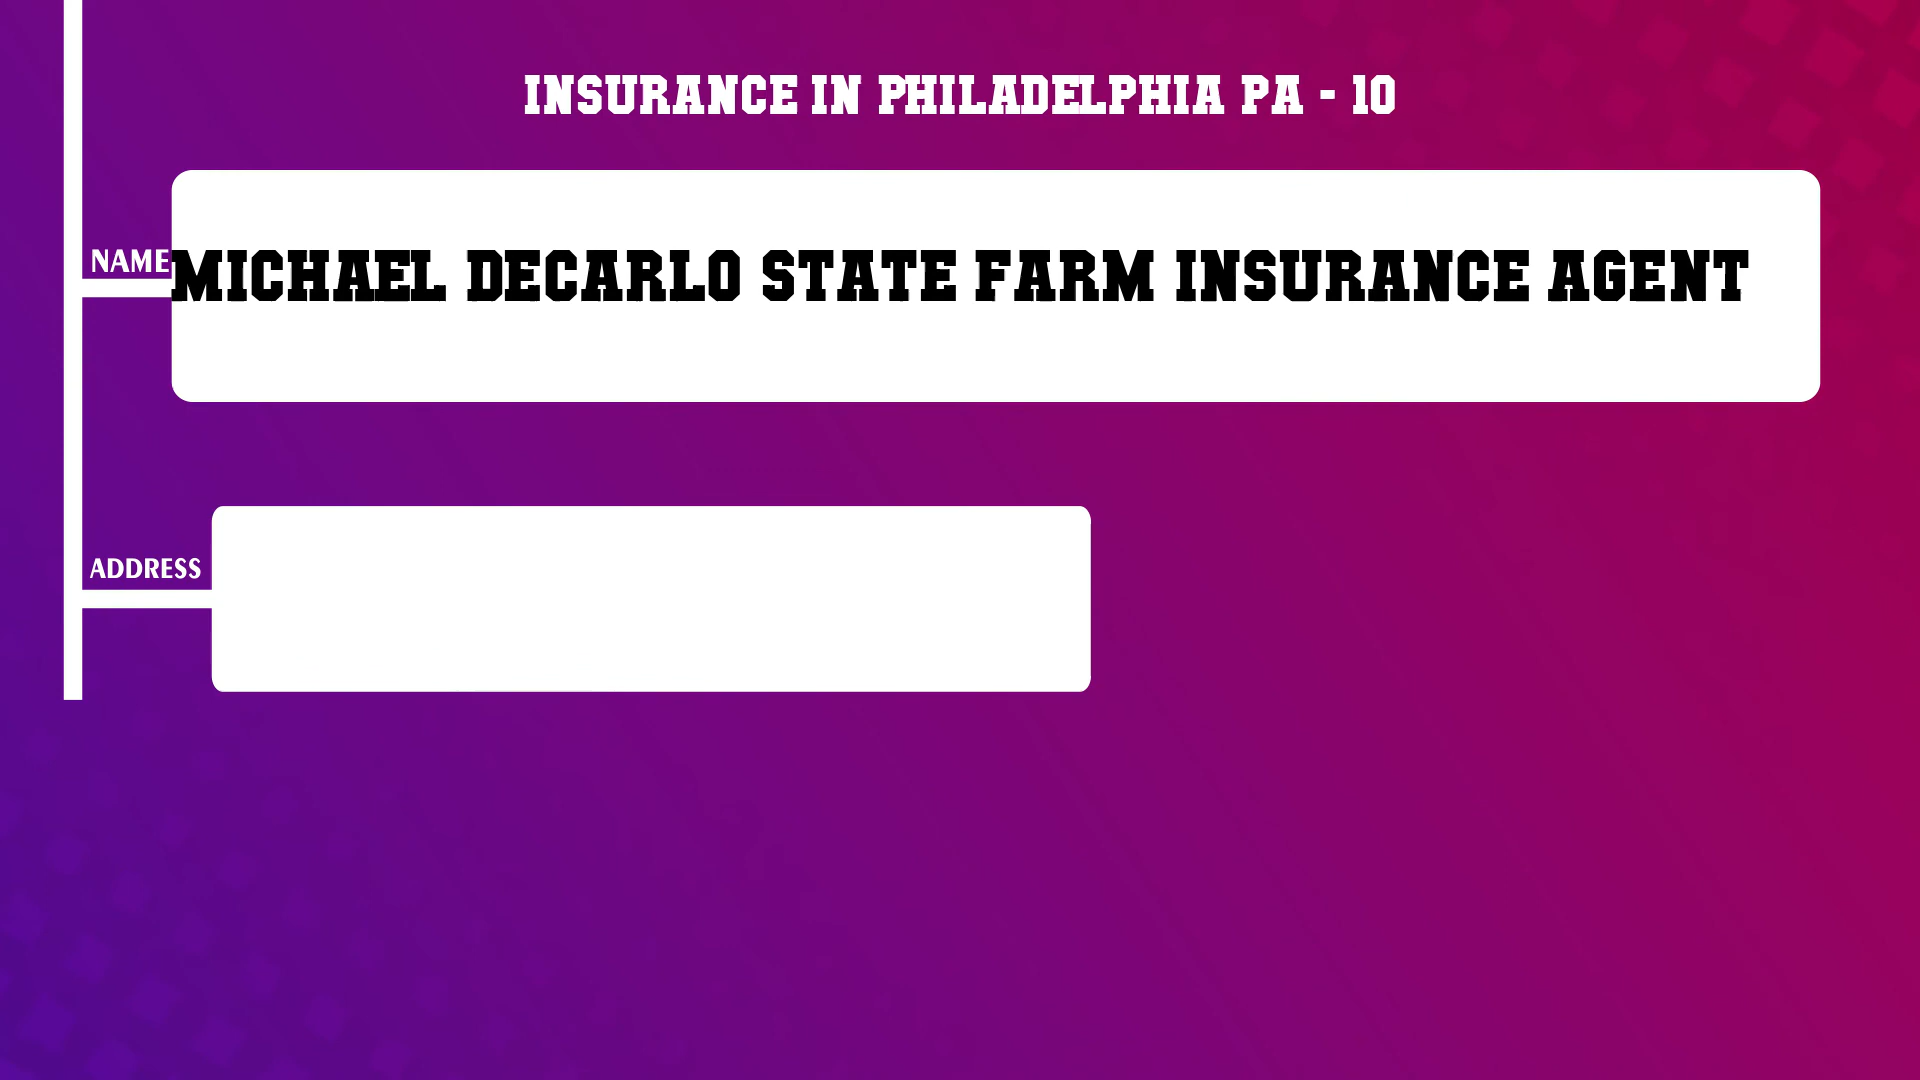 INSURANCE IN PHILADELPHIA PA - 10
NAME
MICHAEL DECARLO STATE FARM INSURANCE AGENT
ADDRESS